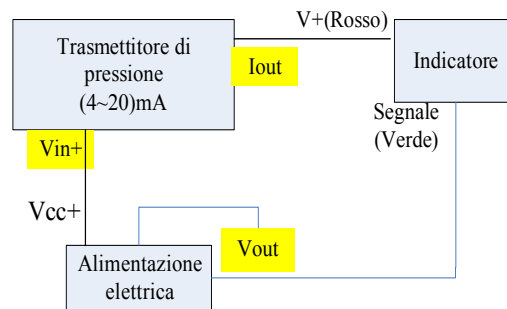 V+(Rosso)
Trasmettitore di
pressione
(4~20)mA
Iout
Indicatore
Segnale
(Verde)
Vin+
Vcc+
Vout
Alimentazione
elettrica